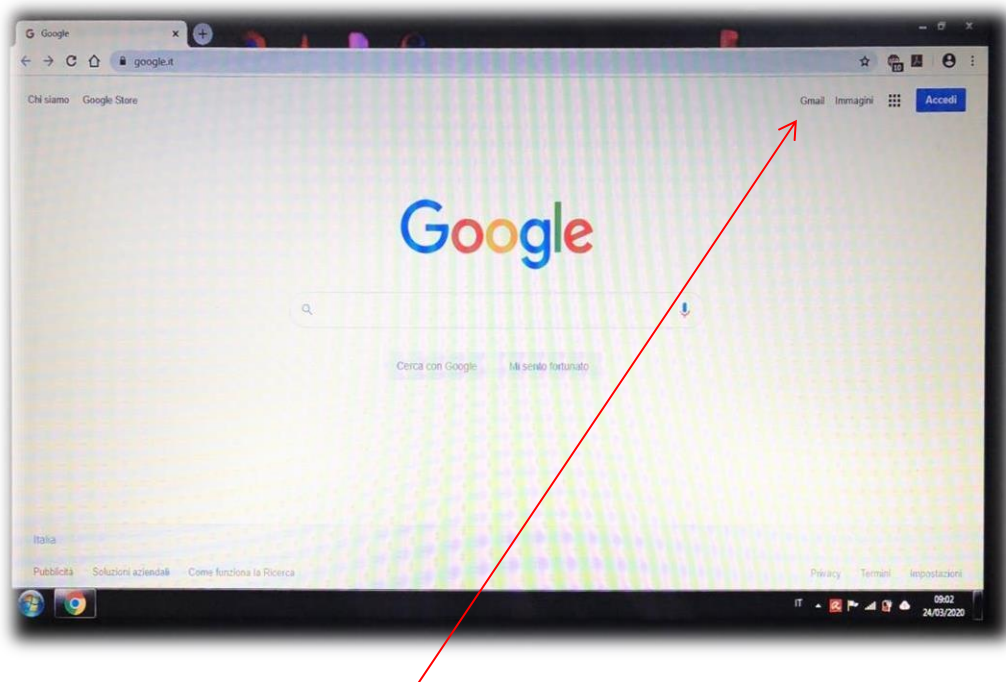 G Google
google.it
10
Chi siamo Google Store
Gmail Immagini Accedi
Google
Cerca con Google Mi sento fortunato
Italia
Pubblicità Soluzioni aziendali Come funziona la Ricerca
Privacy Termini Impostazioni
IT 09:02
24/03/2020